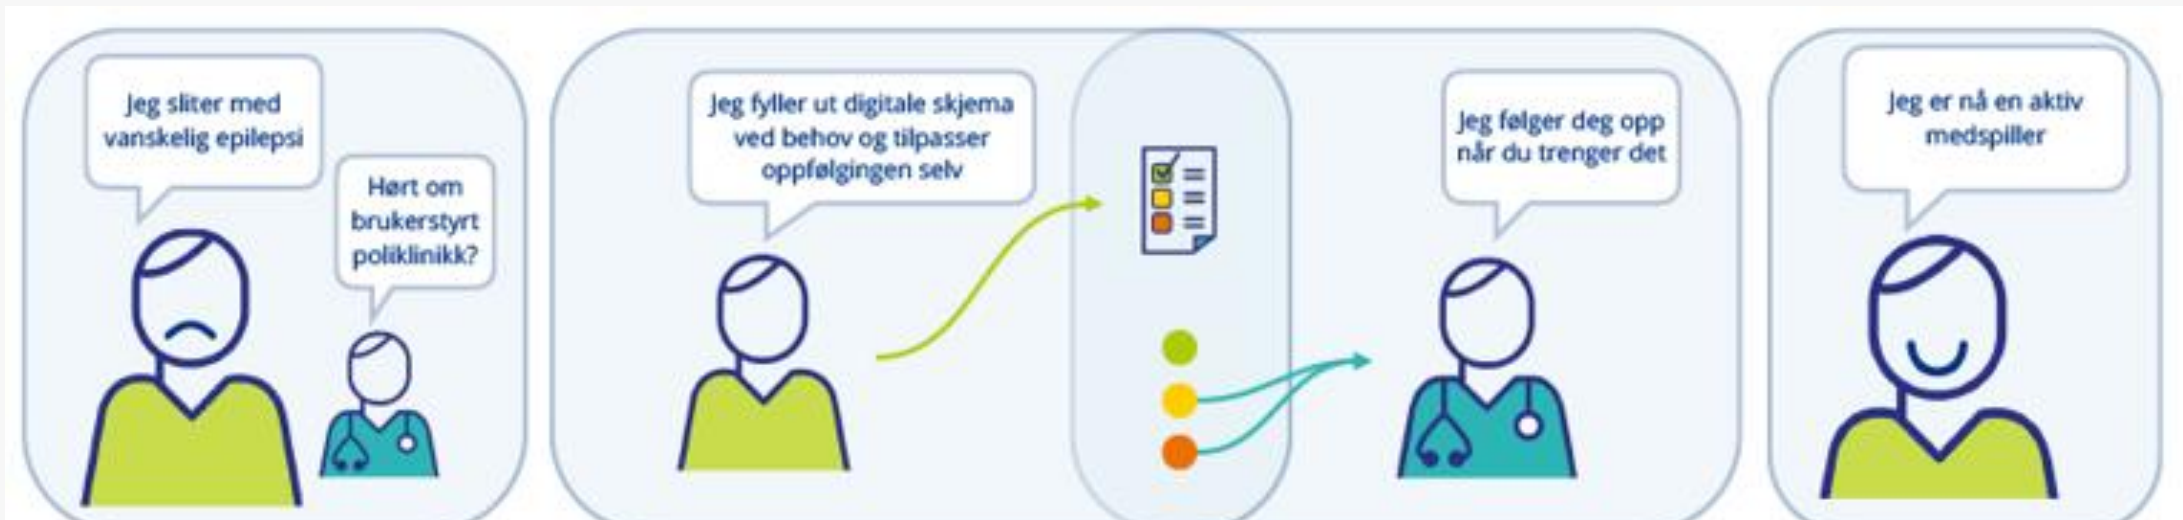 Jeg sliter med
vanskelig epilepsi
Hørt om
brukerstyrt
poliklinikk?
Jeg fyller ut digitale skjema
ved behov og tilpasser
oppfølgingen selv
Jeg følger deg opp
når du trenger det
Jeg er nå en aktiv
medspiller